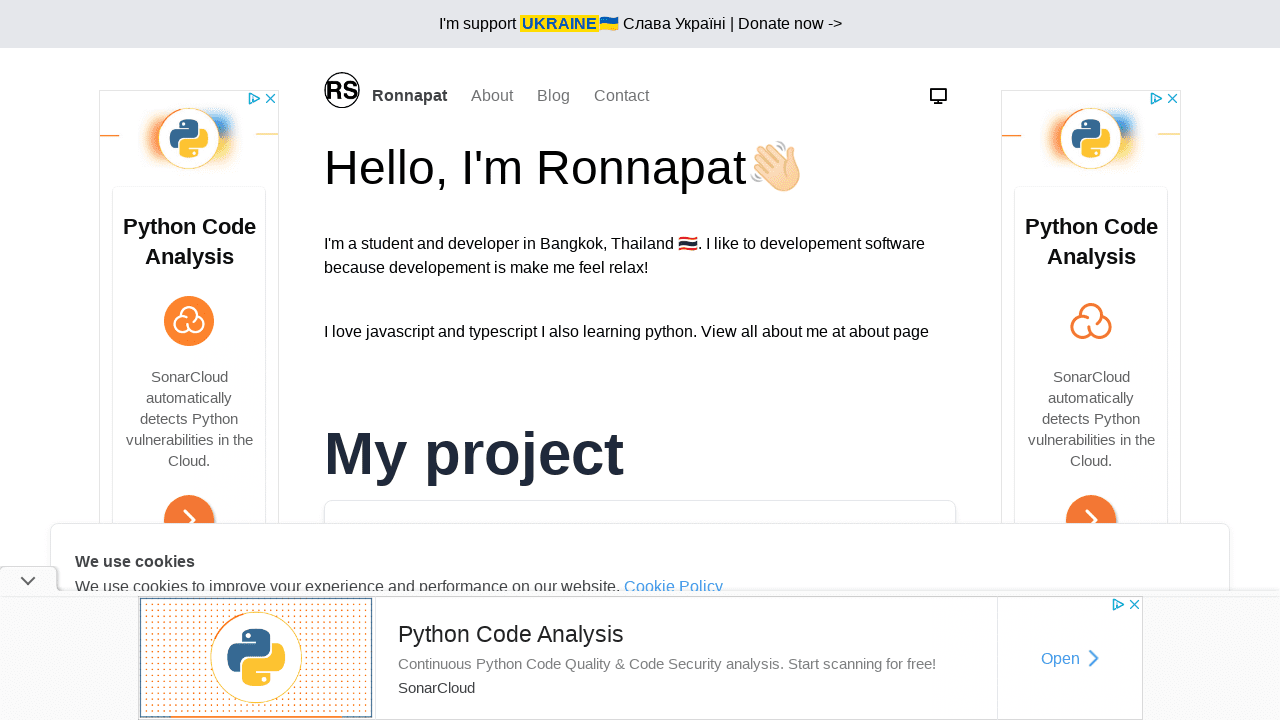 I'm support UKRAINE🇺🇦 Слава Україні | Donate now ->
RS Ronnapat About Blog Contact
Hello, I'm Ronnapat👋🏻
I'm a student and developer in Bangkok, Thailand 🇹🇭. I like to developement software
because developement is make me feel relax!
I love javascript and typescript I also learning python. View all about me at about page
My project
Python Code
Analysis
SonarCloud
automatically
detects Python
vulnerabilities in the
Cloud.
Python Code
Analysis
SonarCloud
automatically
detects Python
vulnerabilities in the
Cloud.
We use cookies
We use cookies to improve your experience and performance on our website. Cookie Policy
Python Code Analysis
Continuous Python Code Quality & Code Security analysis. Start scanning for free!
SonarCloud
Open